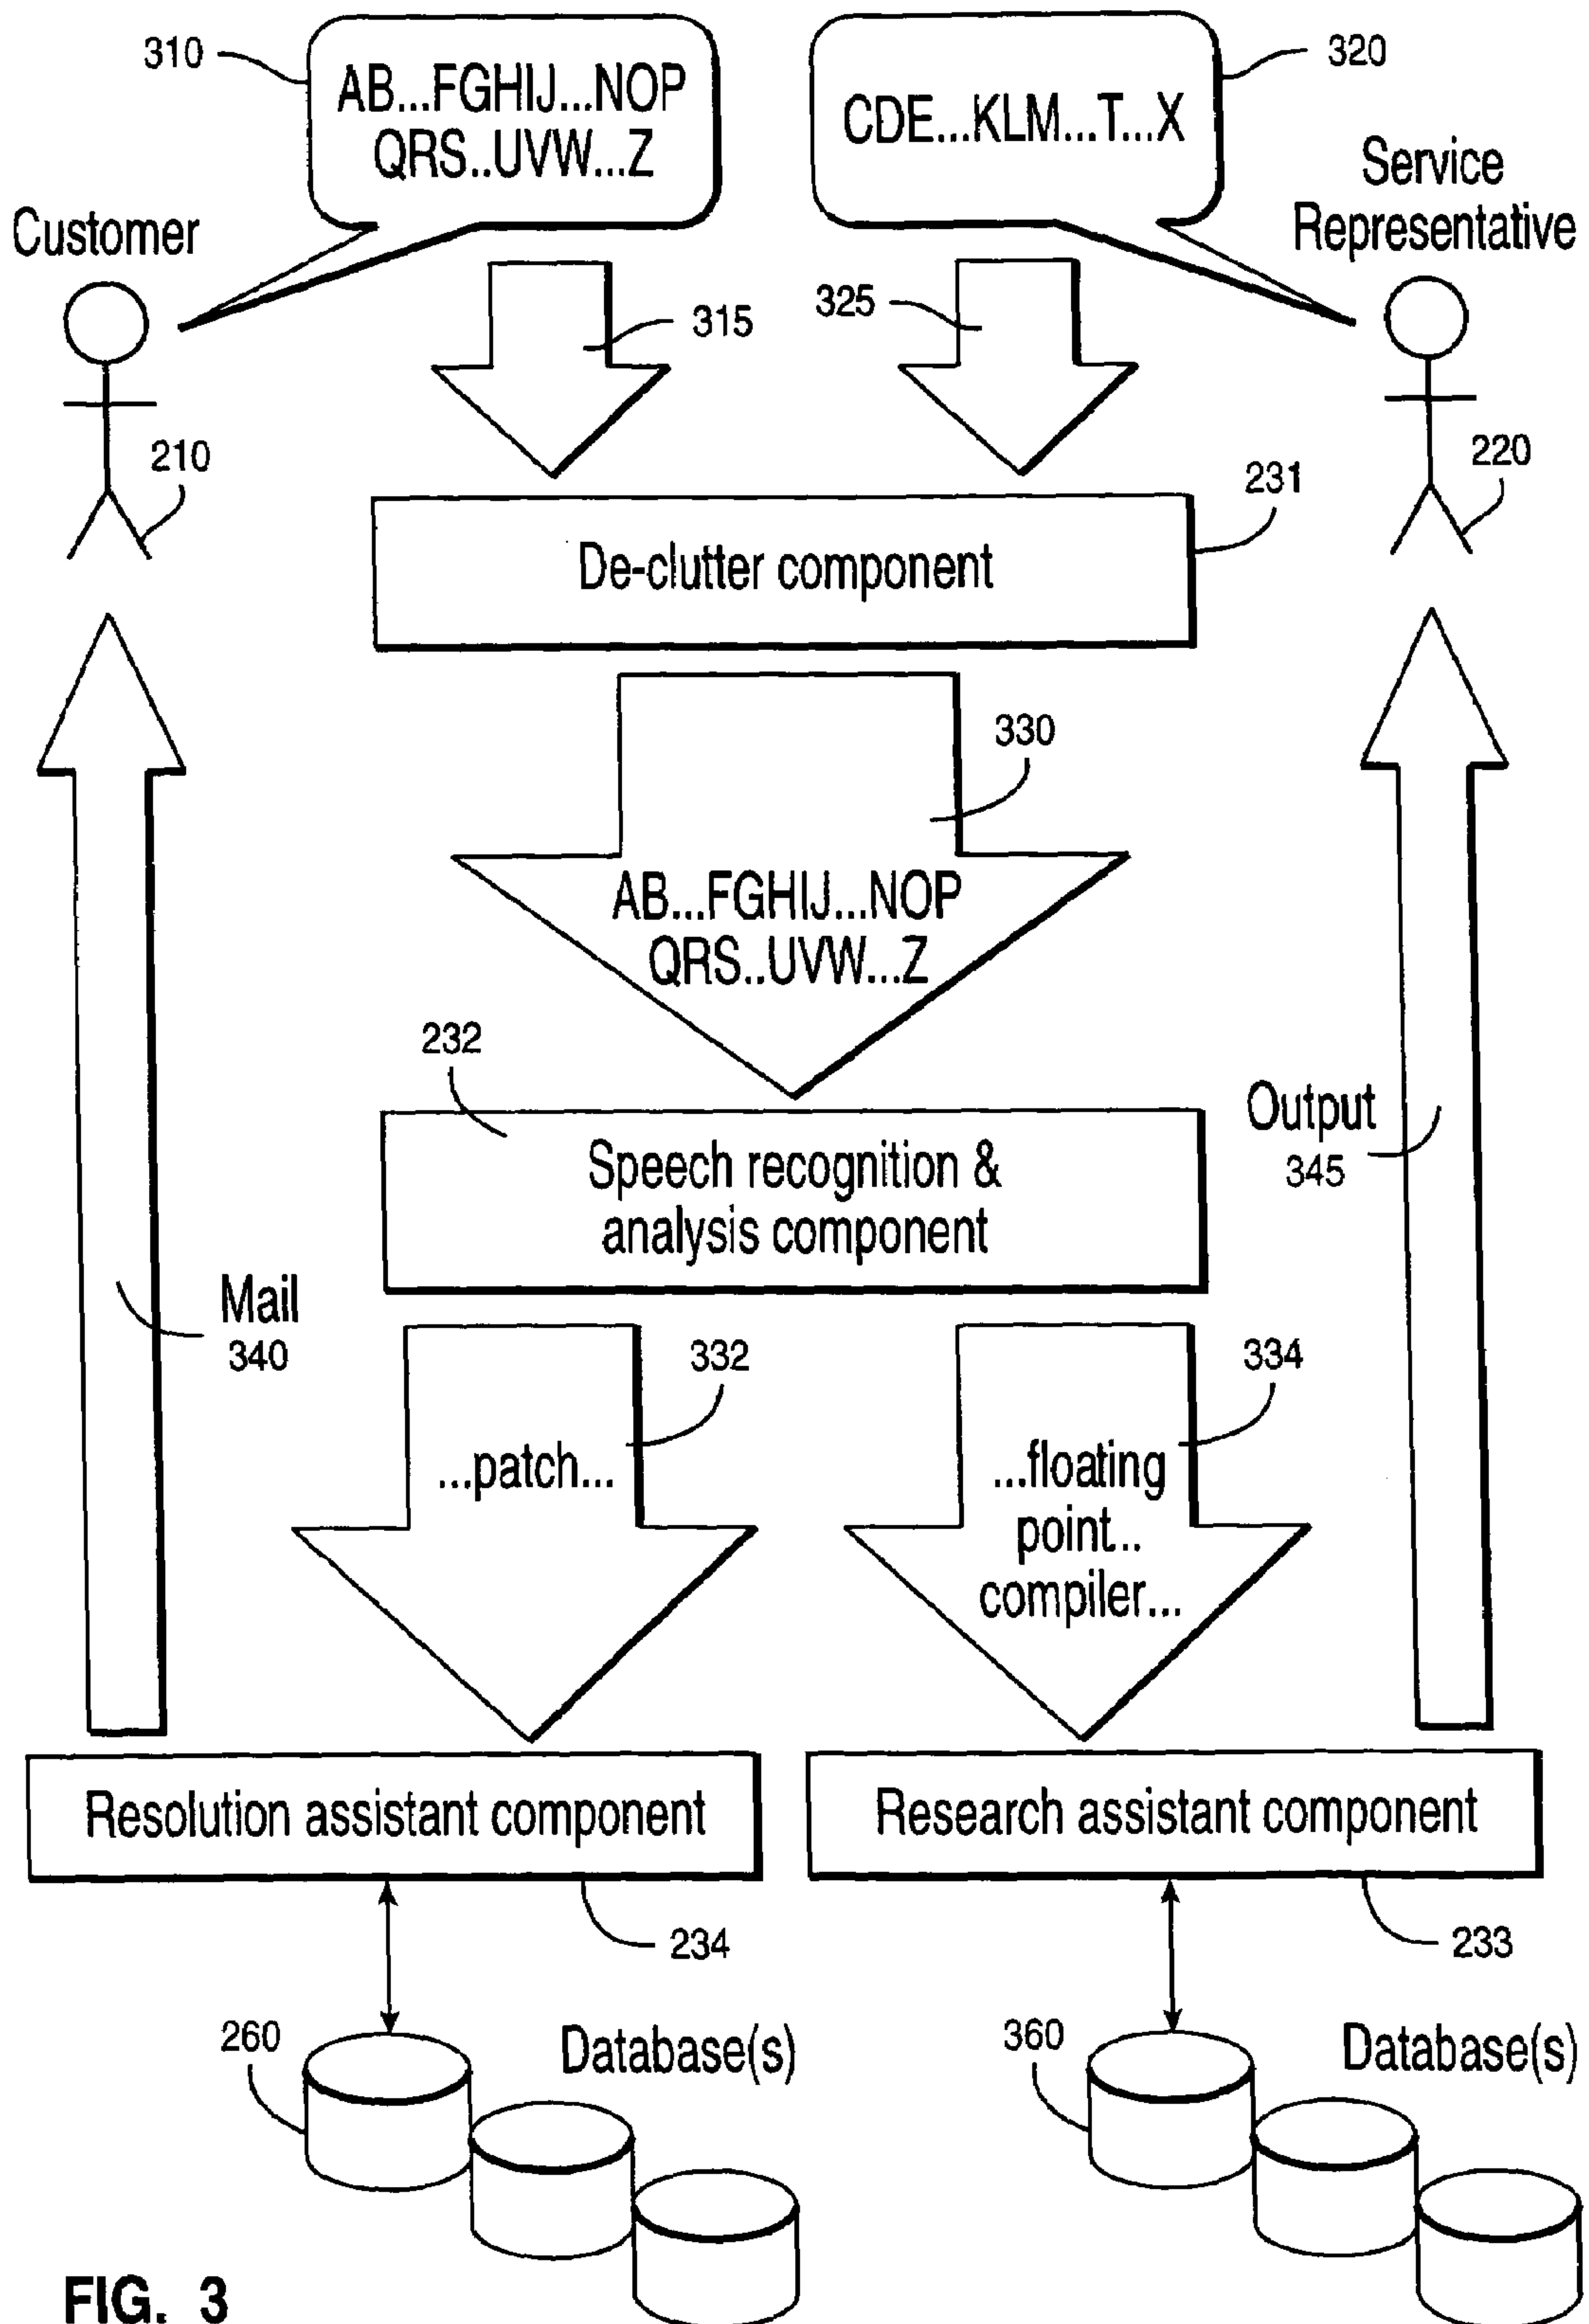 310
AB...FGHIJ...NOP
QRS..UVW...Z
CDE...KLM...T...X
320
Customer
Service
Representative
315
325
210
220
231
De-clutter component
330
AB...FGHIJ...NOP
QRS..UVW...Z
232
Speech recognition &
analysis component
Output
345
Mail
340
332
...patch...
334
...floating
point...
compiler...
Resolution assistant component
Research assistant component
234
233
260
Database(s)
360
Database(s)
FIG. 3